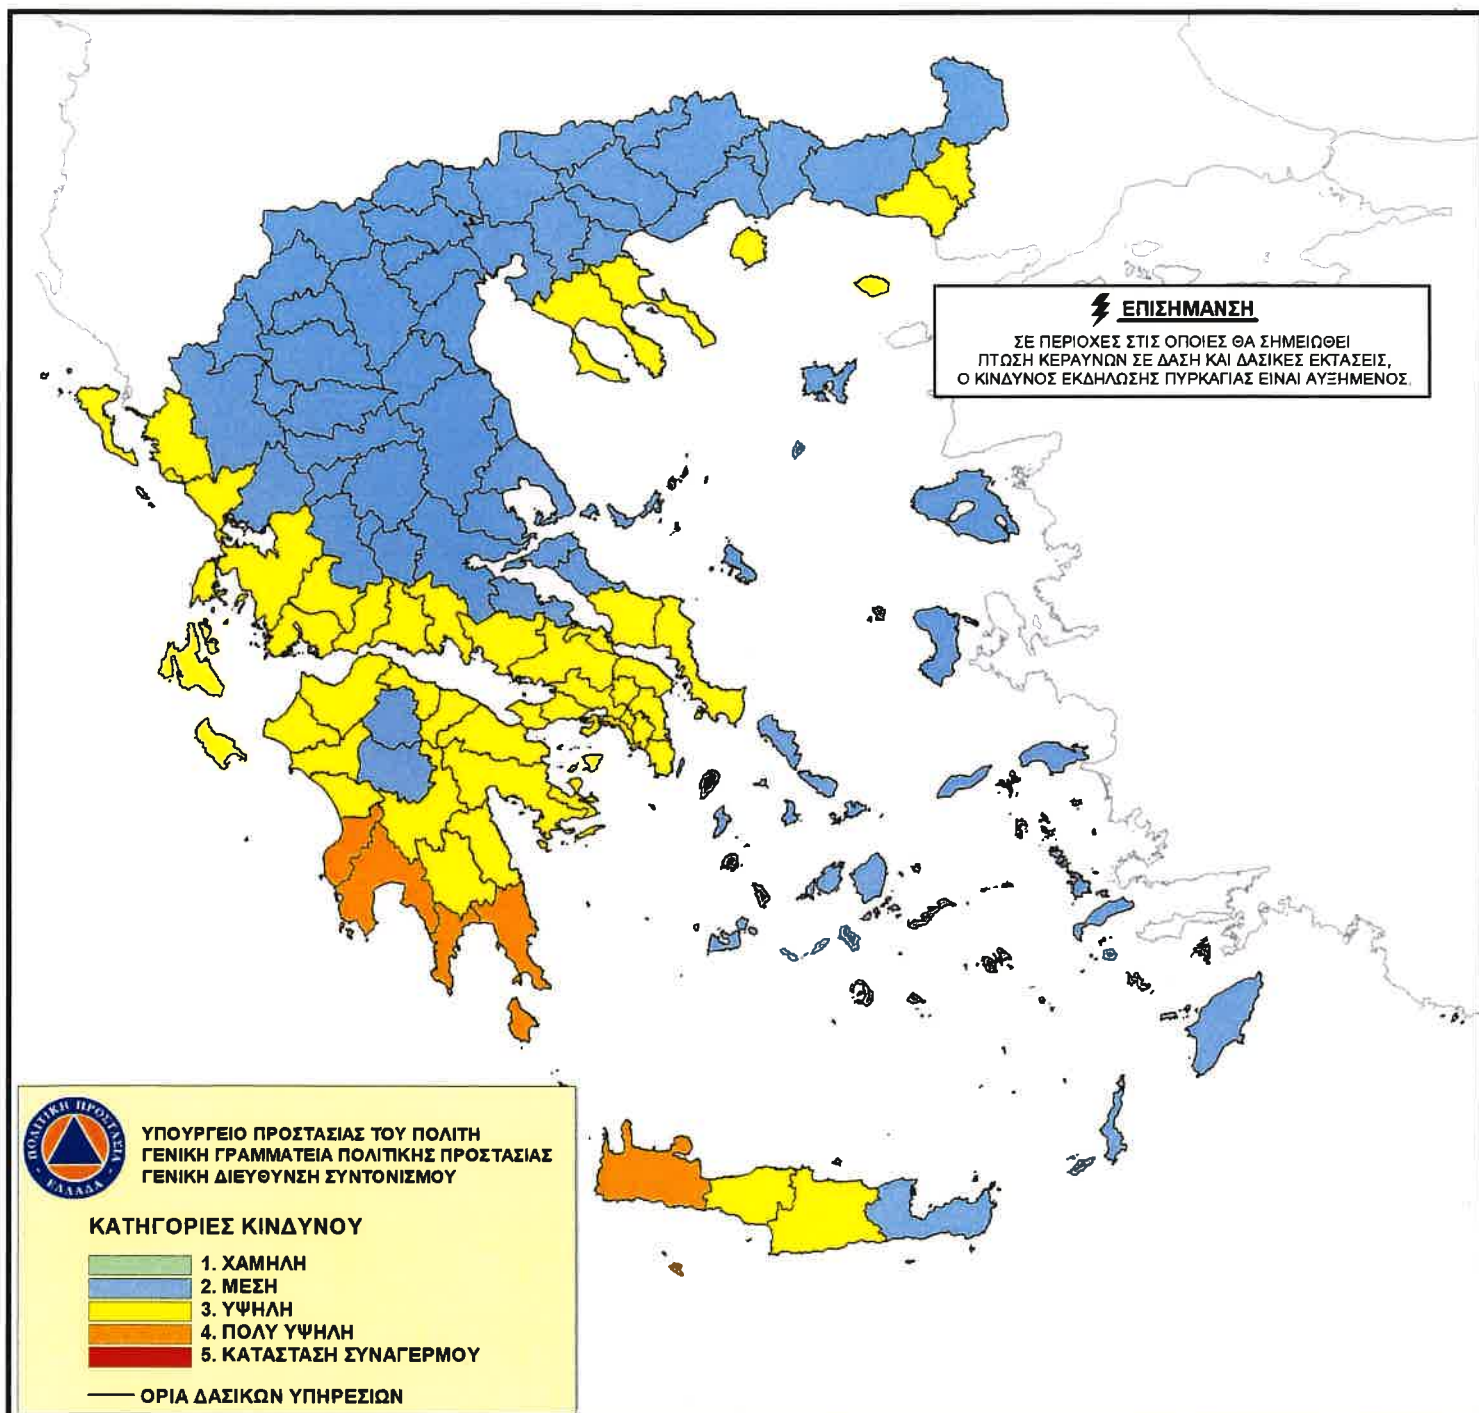 ΕΠΙΣΗΜΑΝΣΗ
ΣΕ ΠΕΡΙΟΧΕΣ ΣΤΙΣ ΟΠΟΙΕΣ ΘΑ ΣΗΜΕΙΩΘΕΙ
ΠΤΩΣΗ ΚΕΡΑΥΝΩΝ ΣΕ ΔΑΣΗ ΚΑΙ ΔΑΣΙΚΕΣ ΕΚΤΑΣΕΙΣ,
Ο ΚΙΝΔΥΝΟΣ ΕΚΔΗΛΩΣΗΣ ΠΥΡΚΑΓΙΑΣ ΕΙΝΑΙ ΑΥΞΗΜΕΝΟΣ.
ΠΟΛΙΤΙΚΗ ΠΡΟΣΤΑΣΙΑ
ΕΛΛΑΔΑ
ΥΠΟΥΡΓΕΙΟ ΠΡΟΣΤΑΣΙΑΣ ΤΟΥ ΠΟΛΙΤΗ
ΓΕΝΙΚΗ ΓΡΑΜΜΑΤΕΙΑ ΠΟΛΙΤΙΚΗΣ ΠΡΟΣΤΑΣΙΑΣ
ΓΕΝΙΚΗ ΔΙΕΥΘΥΝΣΗ ΣΥΝΤΟΝΙΣΜΟΥ
ΚΑΤΗΓΟΡΙΕΣ ΚΙΝΔΥΝΟΥ
1. ΧΑΜΗΛΗ
2. ΜΕΣΗ
3. ΥΨΗΛΗ
4. ΠΟΛΥ ΥΨΗΛΗ
5. ΚΑΤΑΣΤΑΣΗ ΣΥΝΑΓΕΡΜΟΥ
ΟΡΙΑ ΔΑΣΙΚΩΝ ΥΠΗΡΕΣΙΩΝ